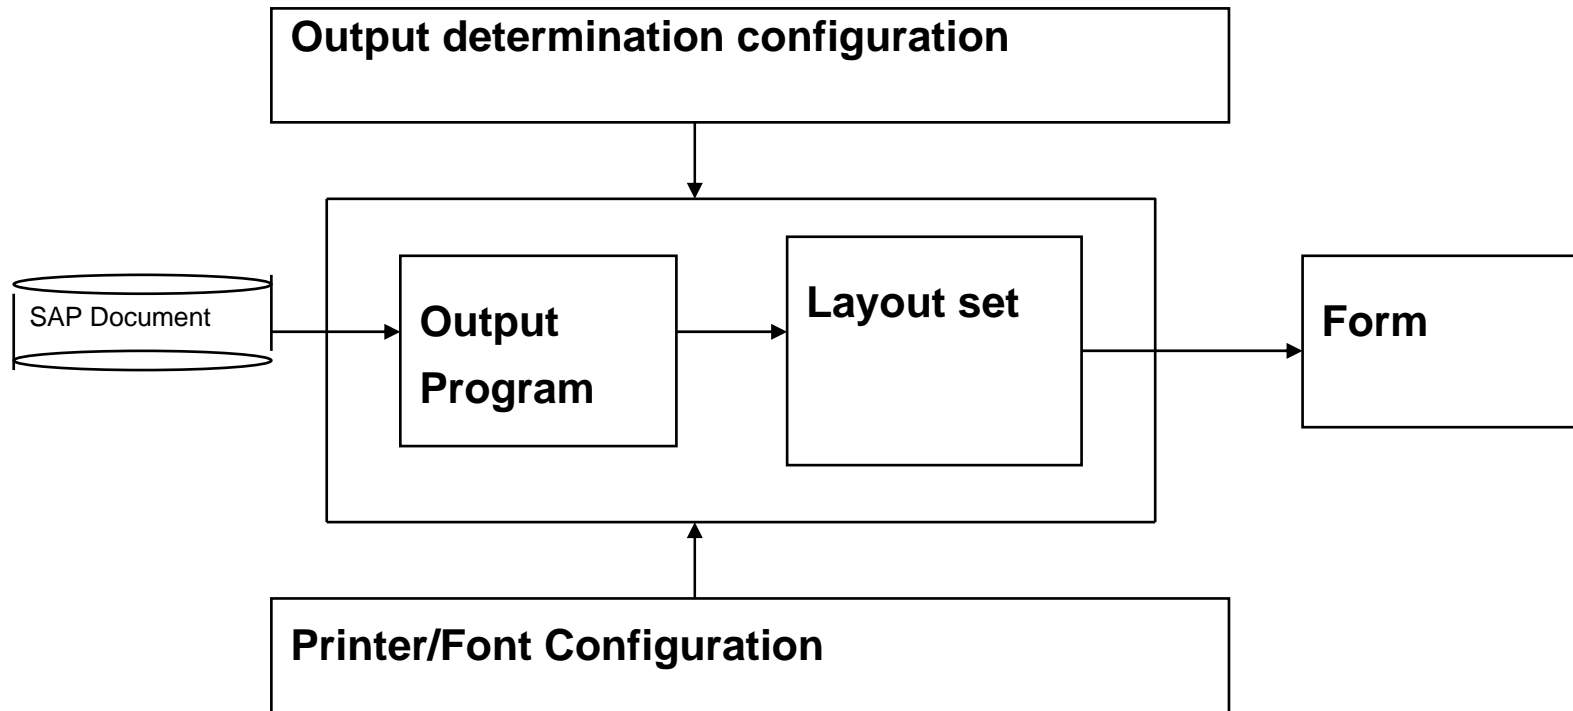 Output determination configuration
SAP Document
Output
Program
Layout set
Form
Printer/Font Configuration